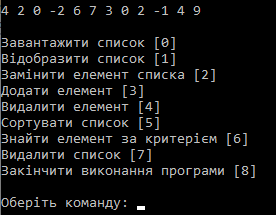 4 2 0 -2 6 7 3 0 2 -1 4 9
Завантажити список [0]
Відобразити список [1]
Замінити елемент списка [2]
Додати елемент [3]
Видалити елемент [4]
Сортувати список [5]
Знайти елемент за критерієм [6]
Видалити список [7]
Закінчити виконання програми [8]
Оберіть команду: